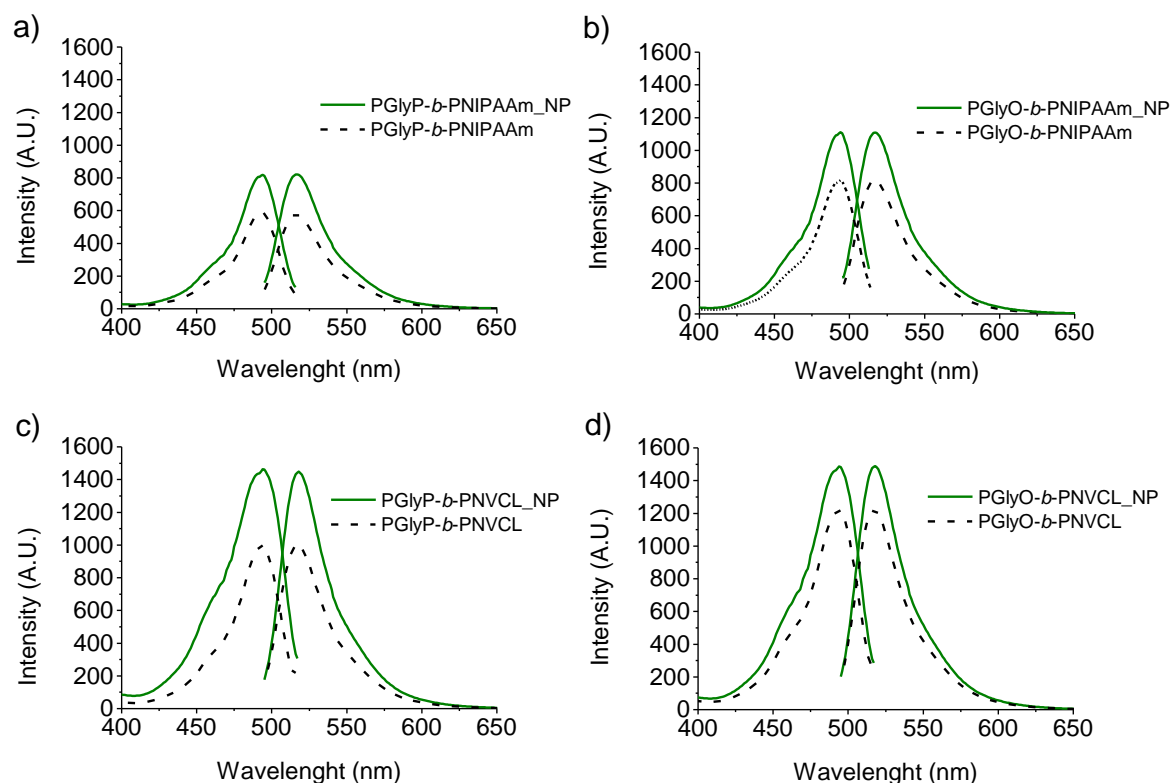 a)
1600
1400
1200
1000
800
600
400
200
0
Intensity (A.U.)
PGlyP-b-PNIPAAm_NP
PGlyP-b-PNIPAAm
400 450 500 550 600 650
Wavelenght (nm)
b)
1600
1400
1200
1000
800
600
400
200
0
Intensity (A.U.)
PGlyO-b-PNIPAAm_NP
PGlyO-b-PNIPAAm
400 450 500 550 600 650
Wavelenght (nm)
c)
1600
1400
1200
1000
800
600
400
200
0
Intensity (A.U.)
PGlyP-b-PNVCL_NP
PGlyP-b-PNVCL
400 450 500 550 600 650
Wavelenght (nm)
d)
1600
1400
1200
1000
800
600
400
200
0
Intensity (A.U.)
PGlyO-b-PNVCL_NP
PGlyO-b-PNVCL
400 450 500 550 600 650
Wavelenght (nm)